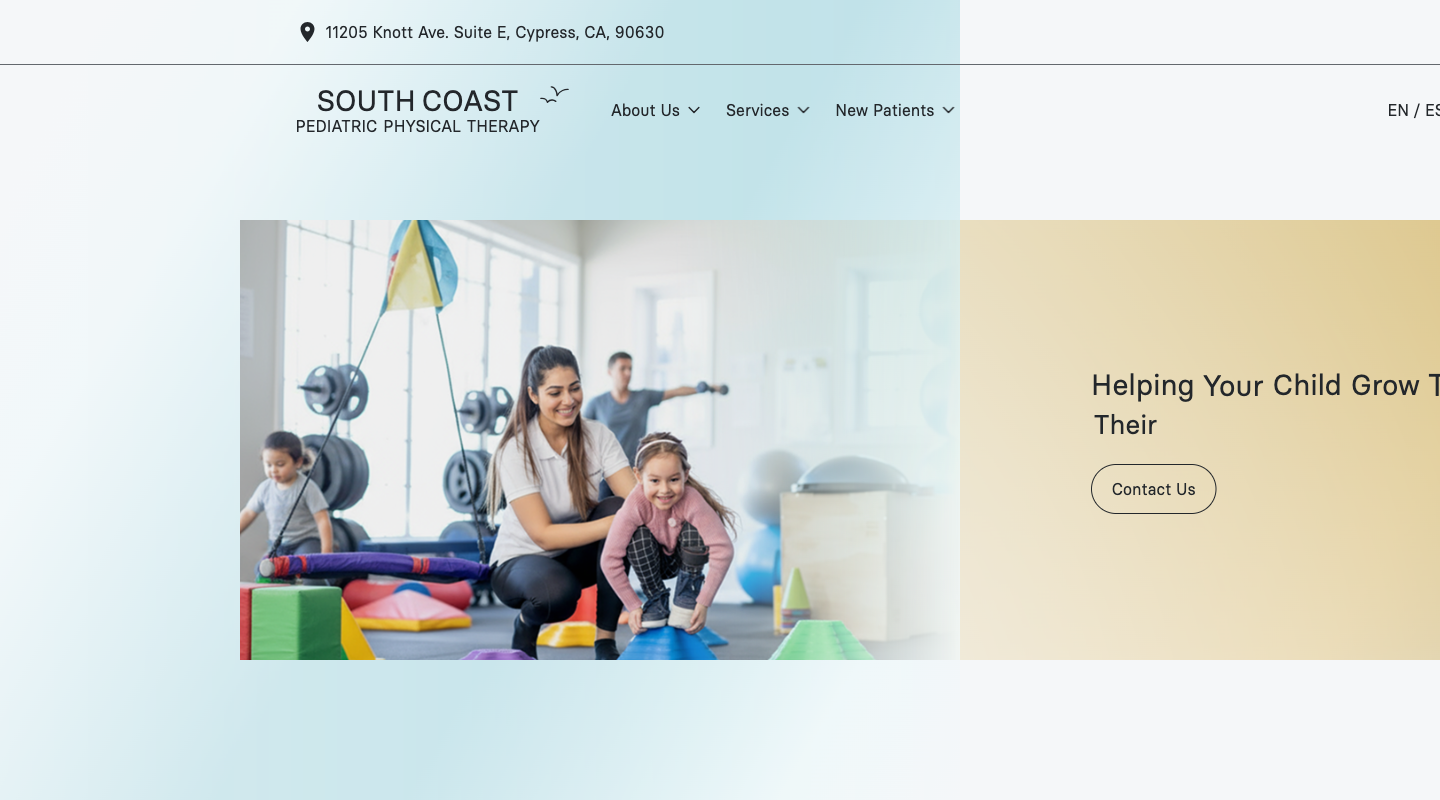 11205 Knott Ave. Suite E, Cypress, CA, 90630
SOUTH COAST
PEDIATRIC PHYSICAL THERAPY
About Us
Services
New Patients
EN / ES
Helping Your Child Grow
Their
Contact Us